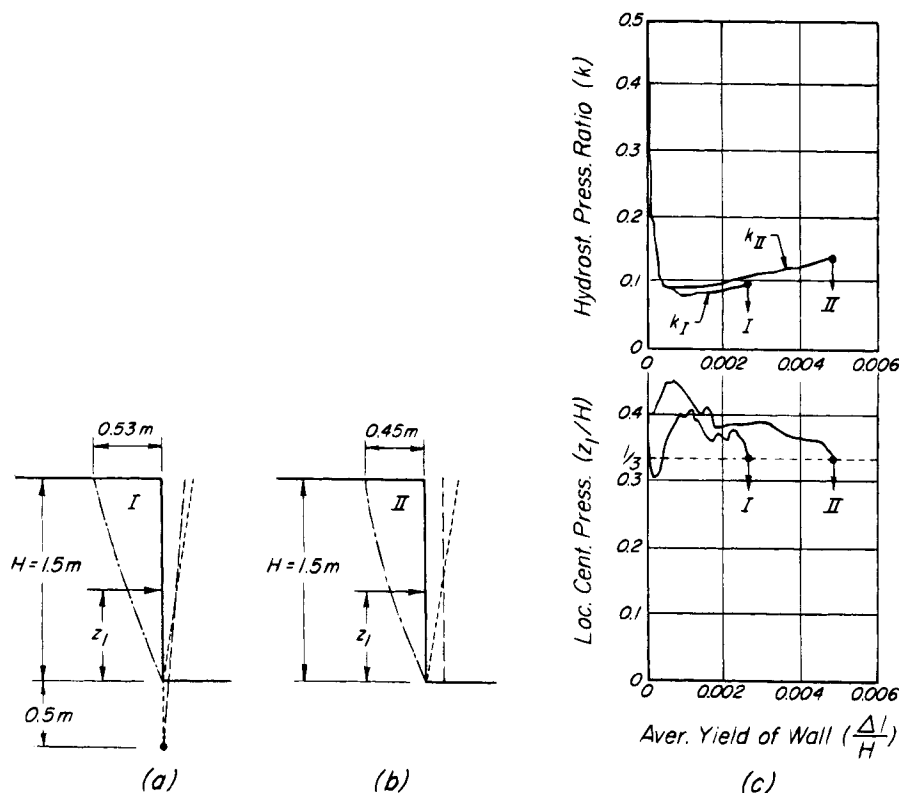 0.53 m
I
H = 1.5 m
z₁
0.5 m
(a)
0.45 m
II
H = 1.5 m
z₁
(b)
Hydrost. Press. Ratio (k)
0.5
0.4
0.3
0.2
0.1
0
k_II
k_I
I
II
0 0.002 0.004 0.006
Loc. Cent. Press. (z₁/H)
0.4
1/3
0.3
0.4
0.1
0
I
II
0 0.002 0.004 0.006
Aver. Yield of Wall (Δl/H)
(c)